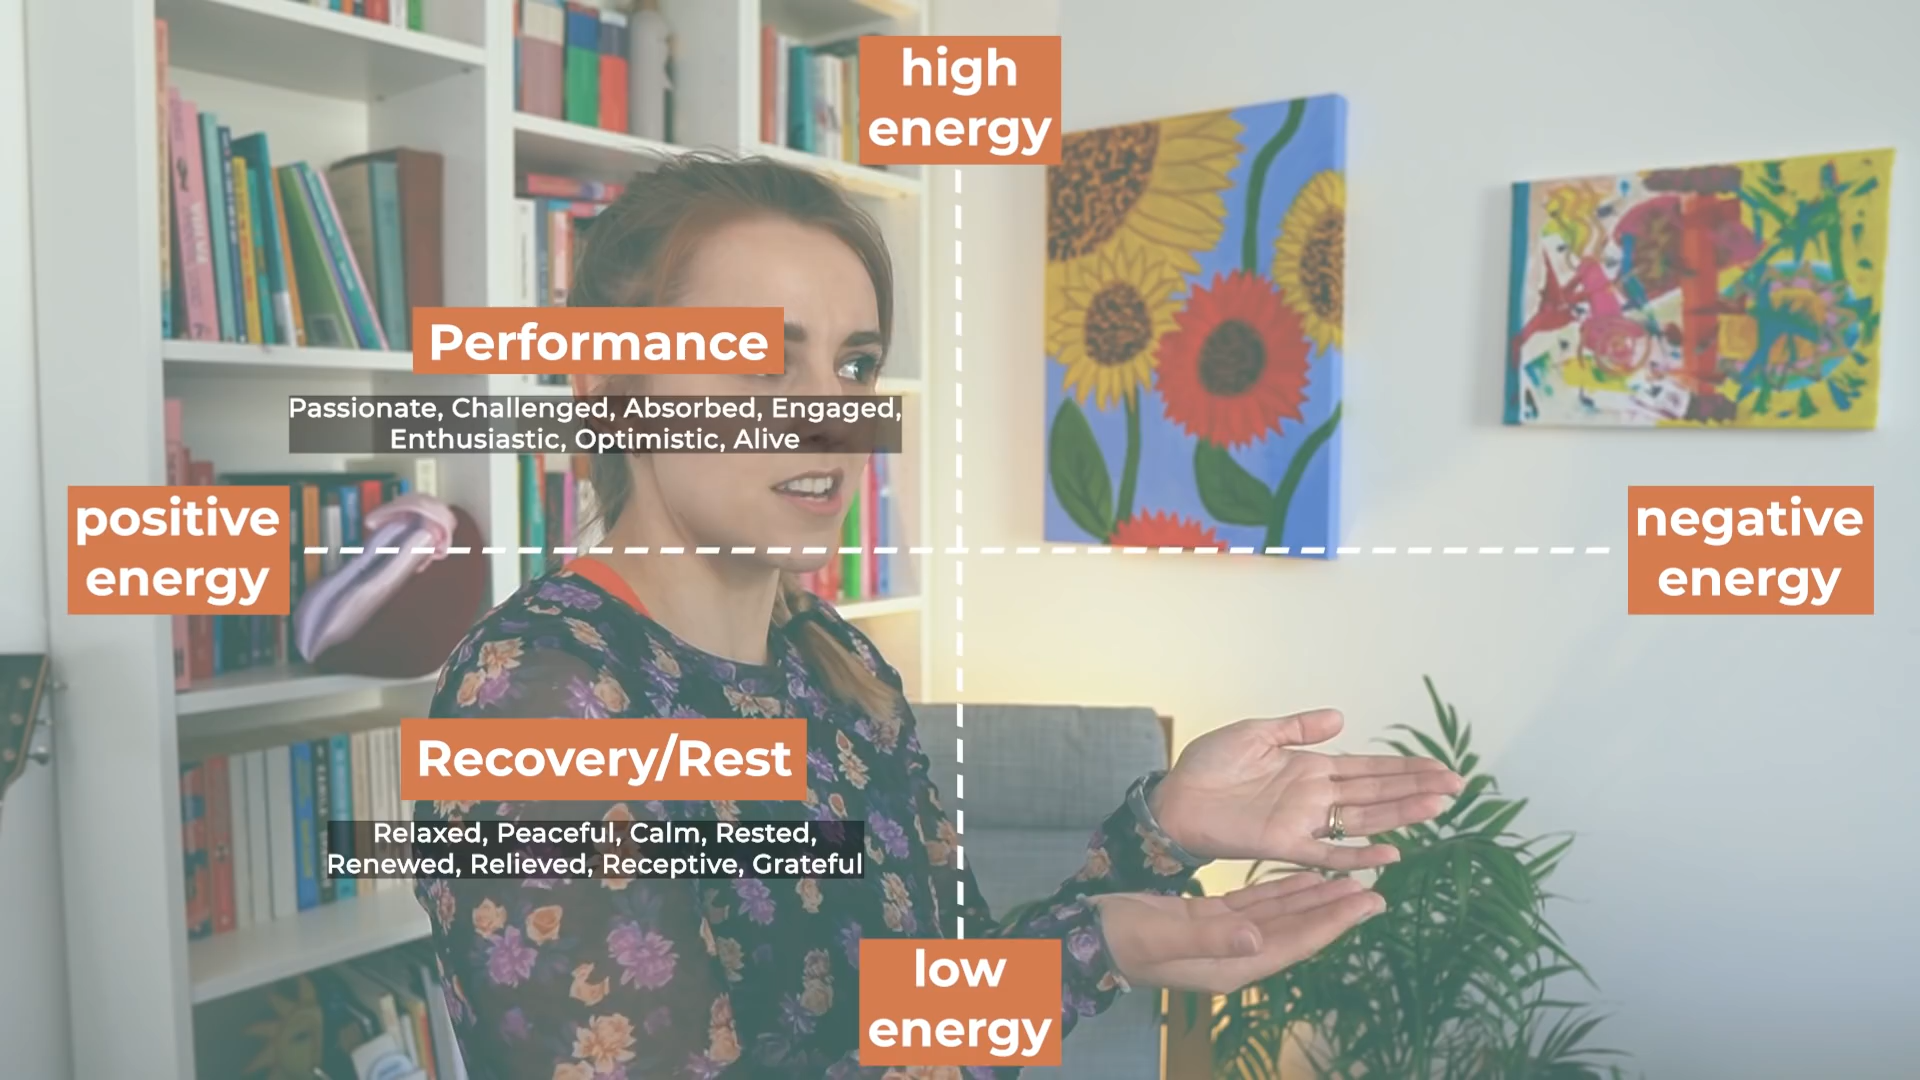 high
energy
Performance
Passionate, Challenged, Absorbed, Engaged,
Enthusiastic, Optimistic, Alive
positive
energy
negative
energy
Recovery/Rest
Relaxed, Peaceful, Calm, Rested,
Renewed, Relieved, Receptive, Grateful
low
energy